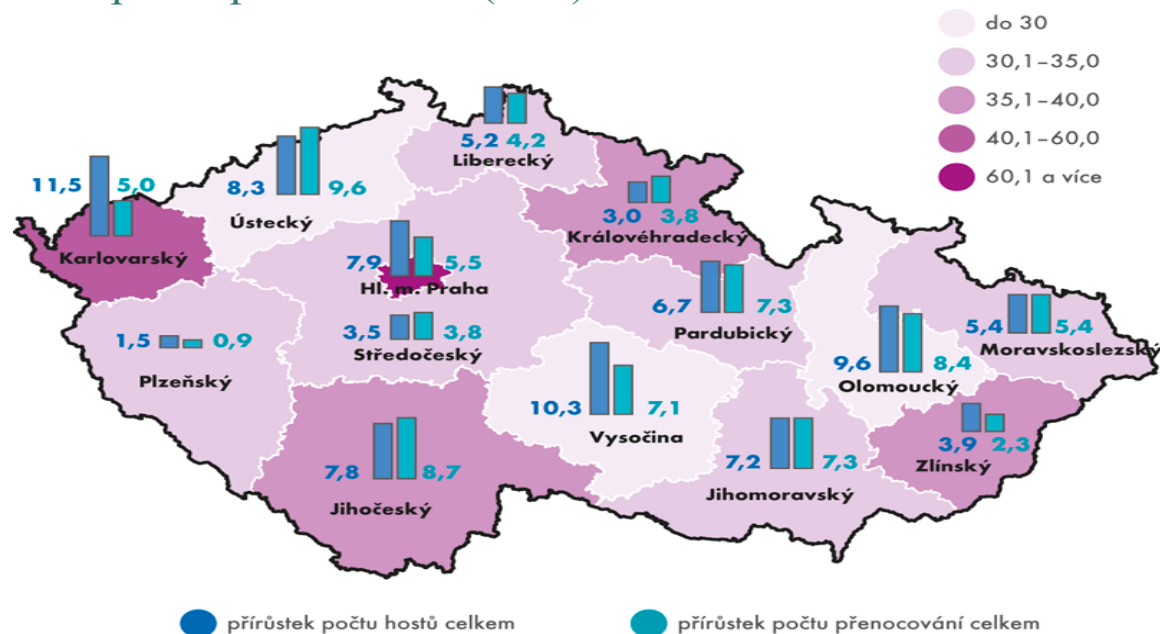 do 30
30,1–35,0
35,1–40,0
40,1–60,0
60,1 a více
5,2 4,2
Liberecký
11,5 5,0
Karlovarský
8,3 9,6
Ústecký
3,0 3,8
Královéhradecký
7,9 5,5
Hl. m. Praha
6,7 7,3
Pardubický
3,5 3,8
Středočeský
1,5 0,9
Plzeňský
5,4 5,4
Moravskoslezský
9,6 8,4
Olomoucký
10,3 7,1
Vysočina
3,9 2,3
Zlínský
7,8 8,7
Jihočeský
7,2 7,3
Jihomoravský
přírůstek počtu hostů celkem
přírůstek počtu přenocování celkem